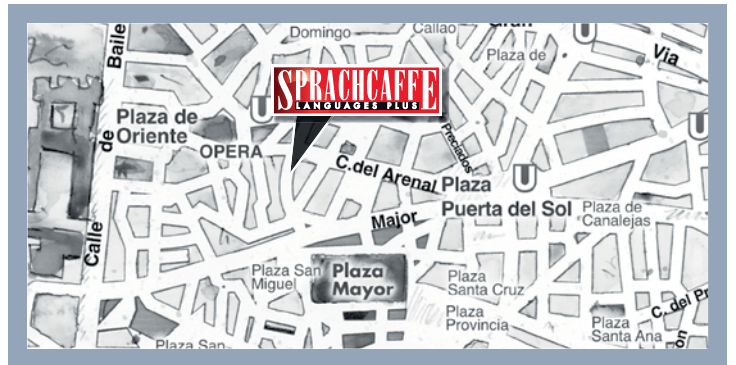 Domingo
Callao
Gran
Via
Plaza de
Calle de Baile
SPRACHCAFFE
LANGUAGES PLUS
Plaza de
Oriente
OPERA
Preciados
C.del Arenal
Plaza
Puerta del Sol
Plaza de
Canalejas
Major
Plaza San
Miguel
Plaza
Mayor
Plaza
Santa Cruz
Plaza
Provincia
C. del Pr
Plaza
Santa Ana
on
Plaza San
U
U
U
U